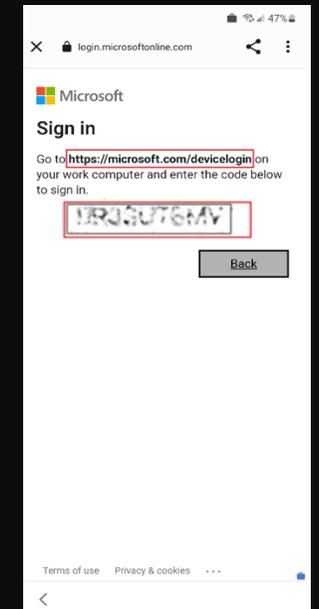 47%
login.microsoftonline.com
Microsoft
Sign in
Go to https://microsoft.com/devicelogin on
your work computer and enter the code below
to sign in.
Back
Terms of use Privacy & cookies ...